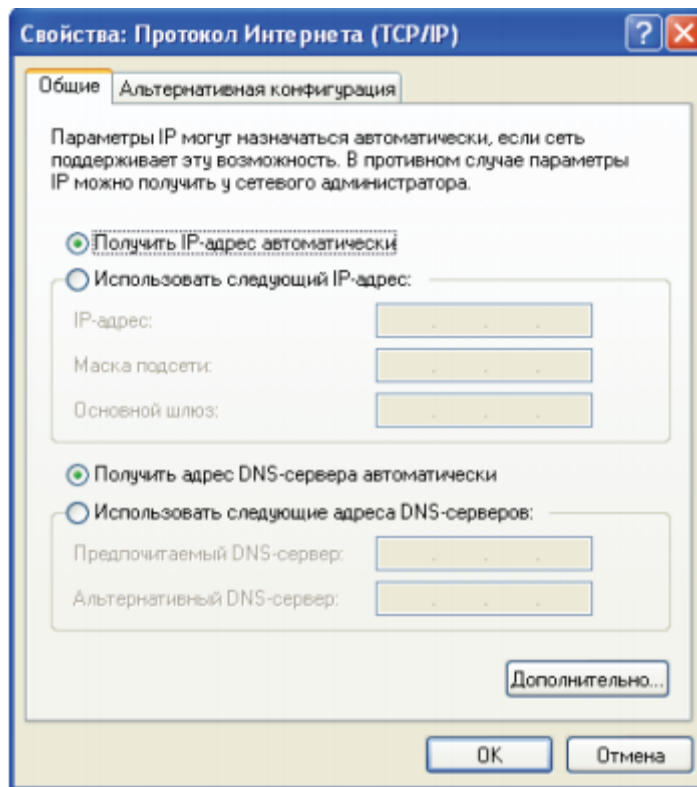 Свойства: Протокол Интернета (TCP/IP)
Общие
Альтернативная конфигурация
Параметры IP могут назначаться автоматически, если сеть
поддерживает эту возможность. В противном случае параметры
IP можно получить у сетевого администратора.
Получить IP-адрес автоматически
Использовать следующий IP-адрес:
IP-адрес:
Маска подсети:
Основной шлюз:
Получить адрес DNS-сервера автоматически
Использовать следующие адреса DNS-серверов:
Предпочитаемый DNS-сервер:
Альтернативный DNS-сервер:
Дополнительно...
OK
Отмена